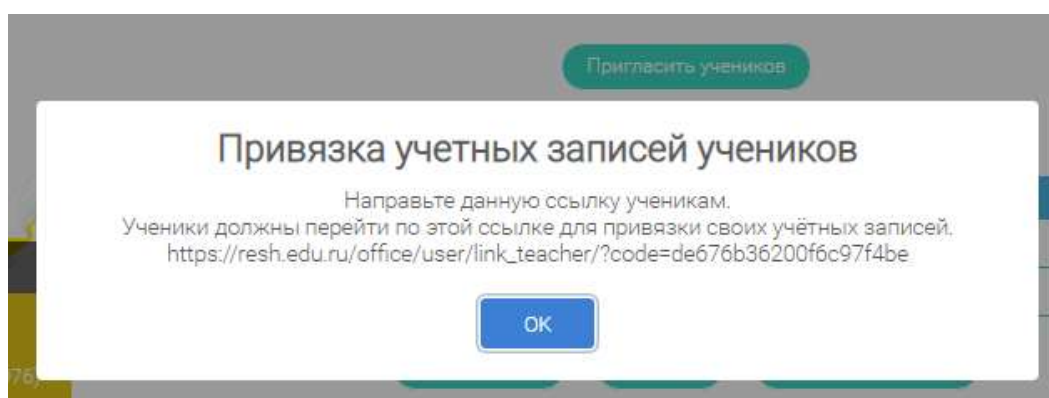 Пригласить учеников
Привязка учетных записей учеников
Направьте данную ссылку ученикам.
Ученики должны перейти по этой ссылке для привязки своих учётных записей.
https://resh.edu.ru/office/user/link_teacher/?code=de676b36200f6c97f4be
ОК